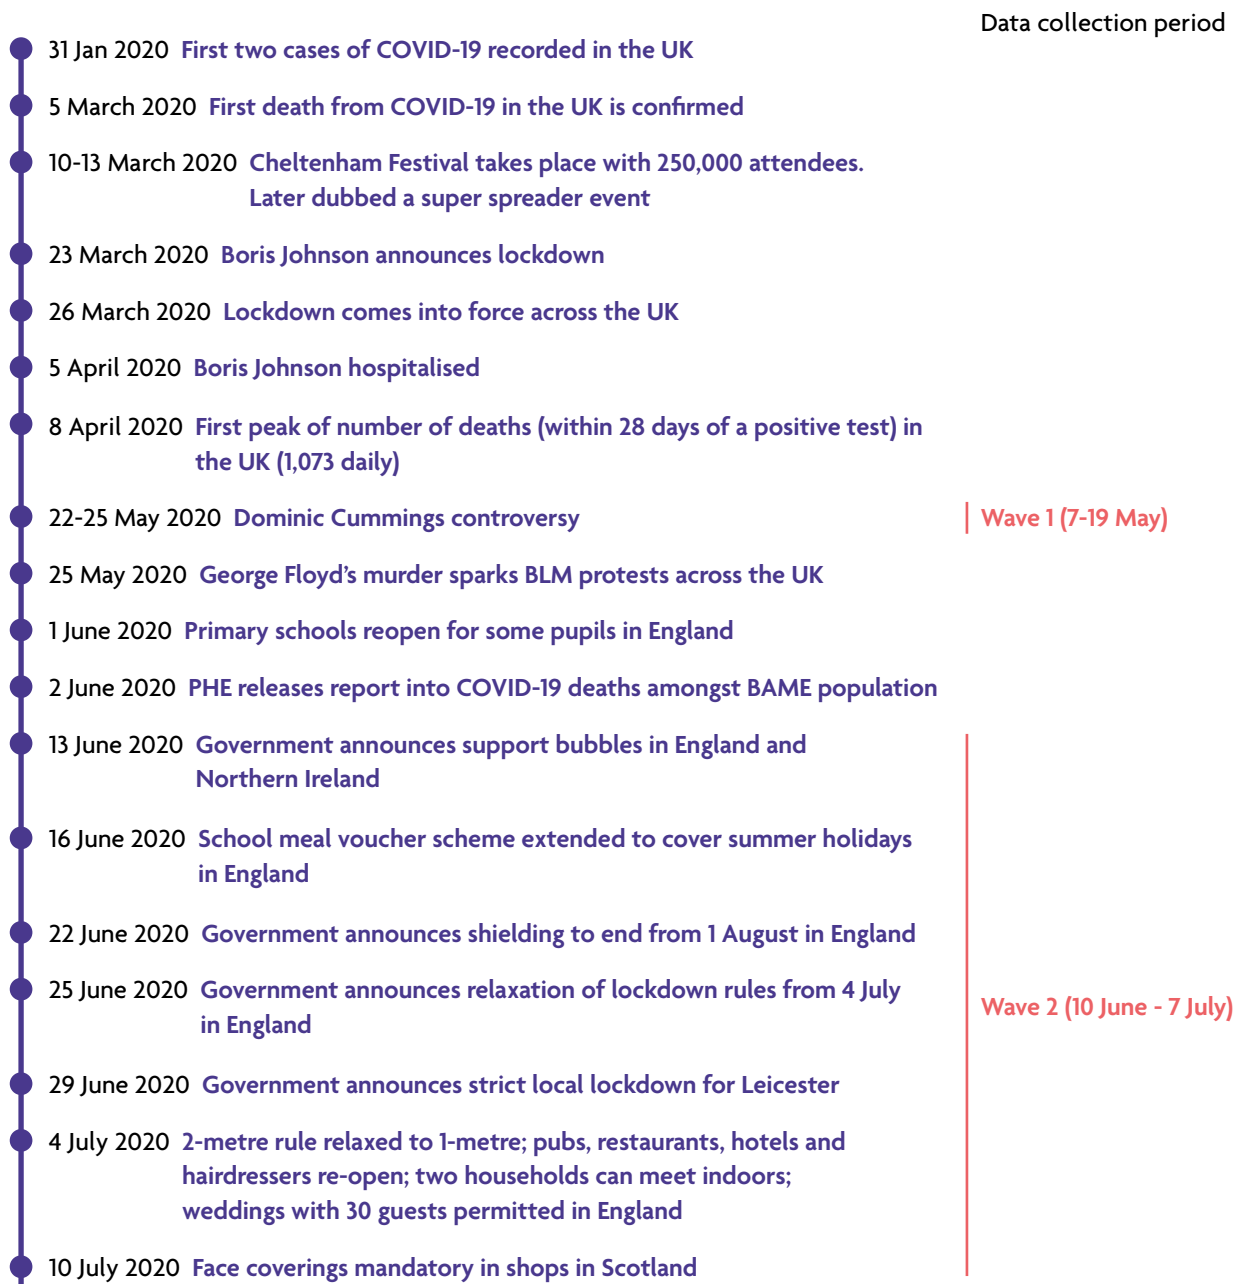 Data collection period
31 Jan 2020 First two cases of COVID-19 recorded in the UK
5 March 2020 First death from COVID-19 in the UK is confirmed
10-13 March 2020 Cheltenham Festival takes place with 250,000 attendees.
Later dubbed a super spreader event
23 March 2020 Boris Johnson announces lockdown
26 March 2020 Lockdown comes into force across the UK
5 April 2020 Boris Johnson hospitalised
8 April 2020 First peak of number of deaths (within 28 days of a positive test) in
the UK (1,073 daily)
22-25 May 2020 Dominic Cummings controversy
Wave 1 (7-19 May)
25 May 2020 George Floyd’s murder sparks BLM protests across the UK
1 June 2020 Primary schools reopen for some pupils in England
2 June 2020 PHE releases report into COVID-19 deaths amongst BAME population
13 June 2020 Government announces support bubbles in England and
Northern Ireland
16 June 2020 School meal voucher scheme extended to cover summer holidays
in England
22 June 2020 Government announces shielding to end from 1 August in England
25 June 2020 Government announces relaxation of lockdown rules from 4 July
in England
Wave 2 (10 June - 7 July)
29 June 2020 Government announces strict local lockdown for Leicester
4 July 2020 2-metre rule relaxed to 1-metre; pubs, restaurants, hotels and
hairdressers re-open; two households can meet indoors;
weddings with 30 guests permitted in England
10 July 2020 Face coverings mandatory in shops in Scotland